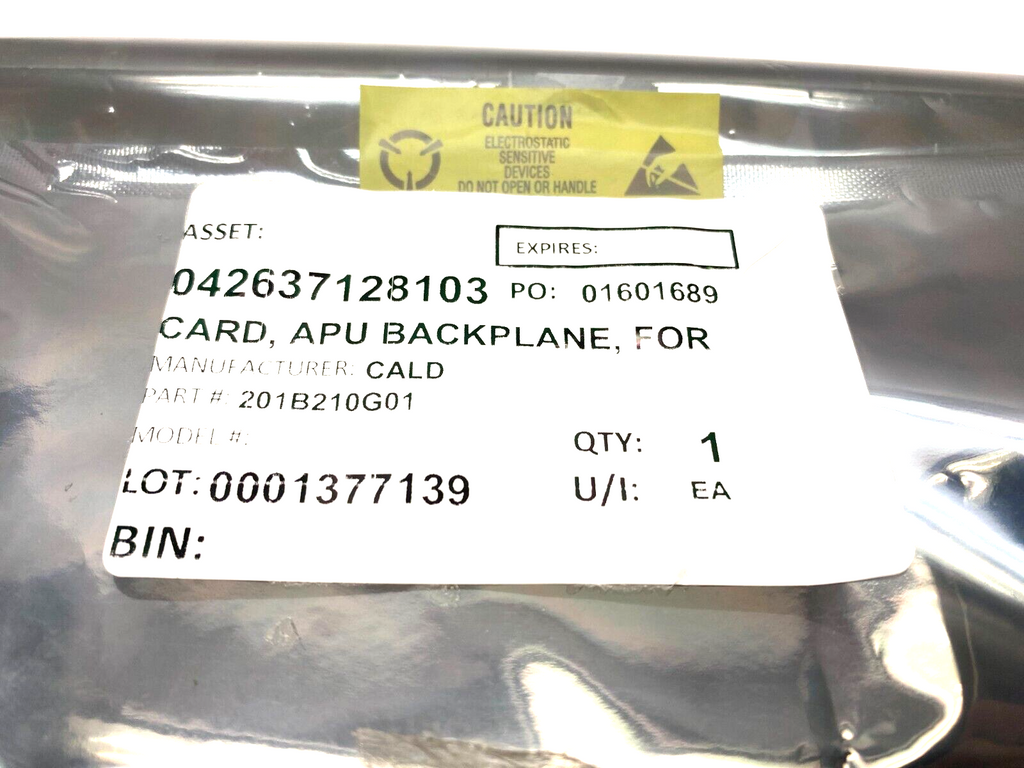 CAUTION
ELECTROSTATIC
SENSITIVE
DEVICES
DO NOT OPEN OR HANDLE
ASSET:
EXPIRES:
042637128103 PO: 01601689
CARD, APU BACKPLANE, FOR
MANUFACTURER: CALD
PART #: 201B210G01
MODEL #:
QTY: 1
LOT: 0001377139 U/I: EA
BIN: